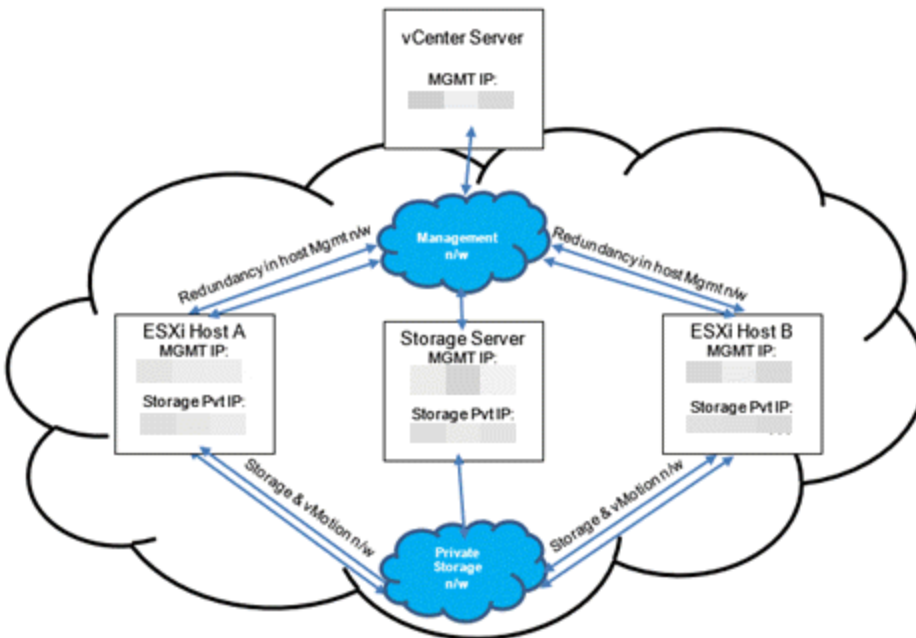 vCenter Server
MGMT IP:
Management
n/w
Redundancy in host Mgmt n/w
Redundancy in host Mgmt n/w
ESXi Host A
MGMT IP:
Storage Pvt IP:
Storage Server
MGMT IP:
Storage Pvt IP:
ESXi Host B
MGMT IP:
Storage Pvt IP:
Storage & vMotion n/w
Storage & vMotion n/w
Private
Storage
n/w